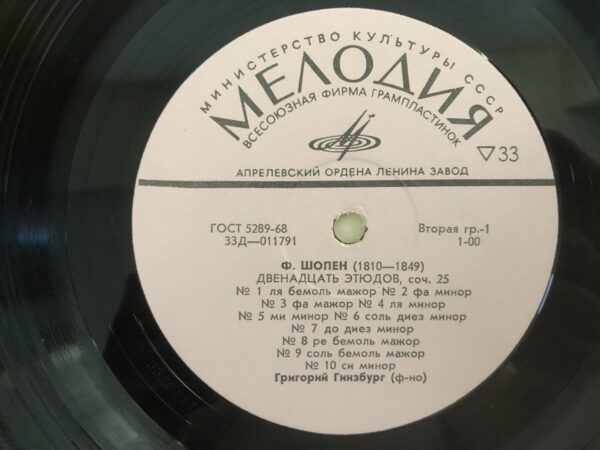 МИНИСТЕРСТВО КУЛЬТУРЫ СССР
МЕЛОДИЯ
ВСЕСОЮЗНАЯ ФИРМА ГРАМПЛАСТИНОК
▽33
АПРЕЛЕВСКИЙ ОРДЕНА ЛЕНИНА ЗАВОД
ГОСТ 5289-68
33Д—011791
Вторая гр.-1
1-00
Ф. ШОПЕН (1810—1849)
ДВЕНАДЦАТЬ ЭТЮДОВ, соч. 25
№ 1 ля бемоль мажор № 2 фа минор
№ 3 фа мажор № 4 ля минор
№ 5 ми минор № 6 соль диез минор
№ 7 до диез минор
№ 8 ре бемоль мажор
№ 9 соль бемоль мажор
№ 10 си минор
Григорий Гинзбург (ф-но)